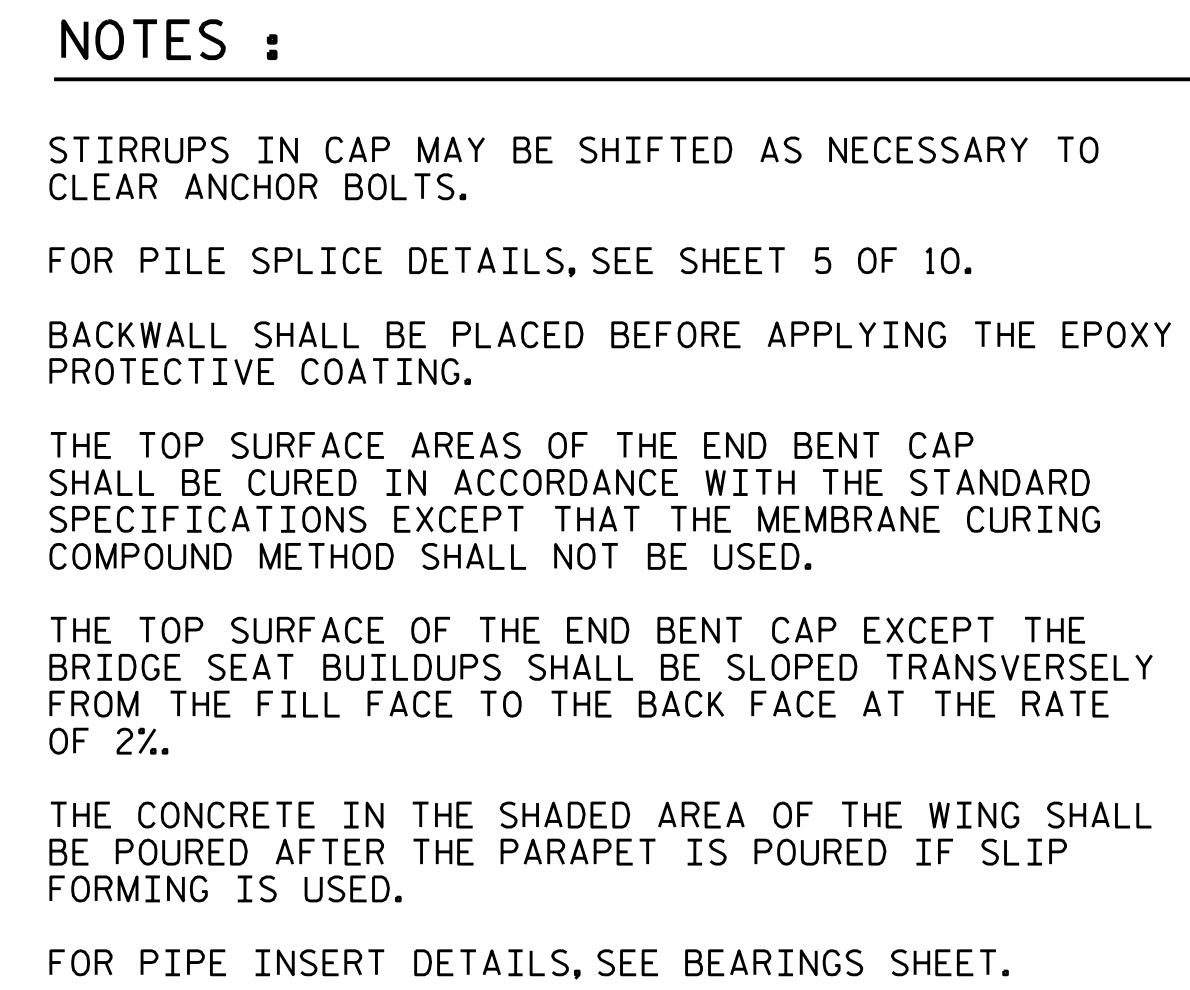 NOTES :
STIRRUPS IN CAP MAY BE SHIFTED AS NECESSARY TO
CLEAR ANCHOR BOLTS.
FOR PILE SPLICE DETAILS, SEE SHEET 5 OF 10.
BACKWALL SHALL BE PLACED BEFORE APPLYING THE EPOXY
PROTECTIVE COATING.
THE TOP SURFACE AREAS OF THE END BENT CAP
SHALL BE CURED IN ACCORDANCE WITH THE STANDARD
SPECIFICATIONS EXCEPT THAT THE MEMBRANE CURING
COMPOUND METHOD SHALL NOT BE USED.
THE TOP SURFACE OF THE END BENT CAP EXCEPT THE
BRIDGE SEAT BUILDUPS SHALL BE SLOPED TRANSVERSELY
FROM THE FILL FACE TO THE BACK FACE AT THE RATE
OF 2%.
THE CONCRETE IN THE SHADED AREA OF THE WING SHALL
BE POURED AFTER THE PARAPET IS POURED IF SLIP
FORMING IS USED.
FOR PIPE INSERT DETAILS, SEE BEARINGS SHEET.